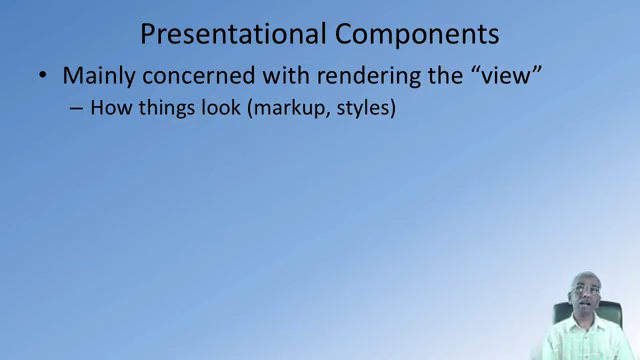 Presentational Components
• Mainly concerned with rendering the “view”
– How things look (markup, styles)